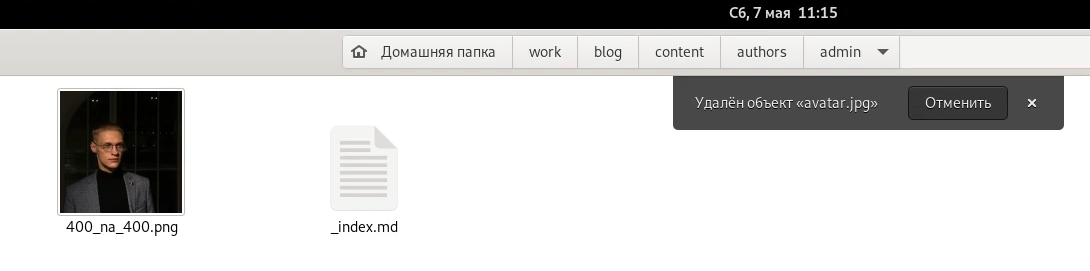 Сб, 7 мая 11:15
Домашняя папка work blog content authors admin
Удалён объект «avatar.jpg» Отменить ×
400_na_400.png _index.md